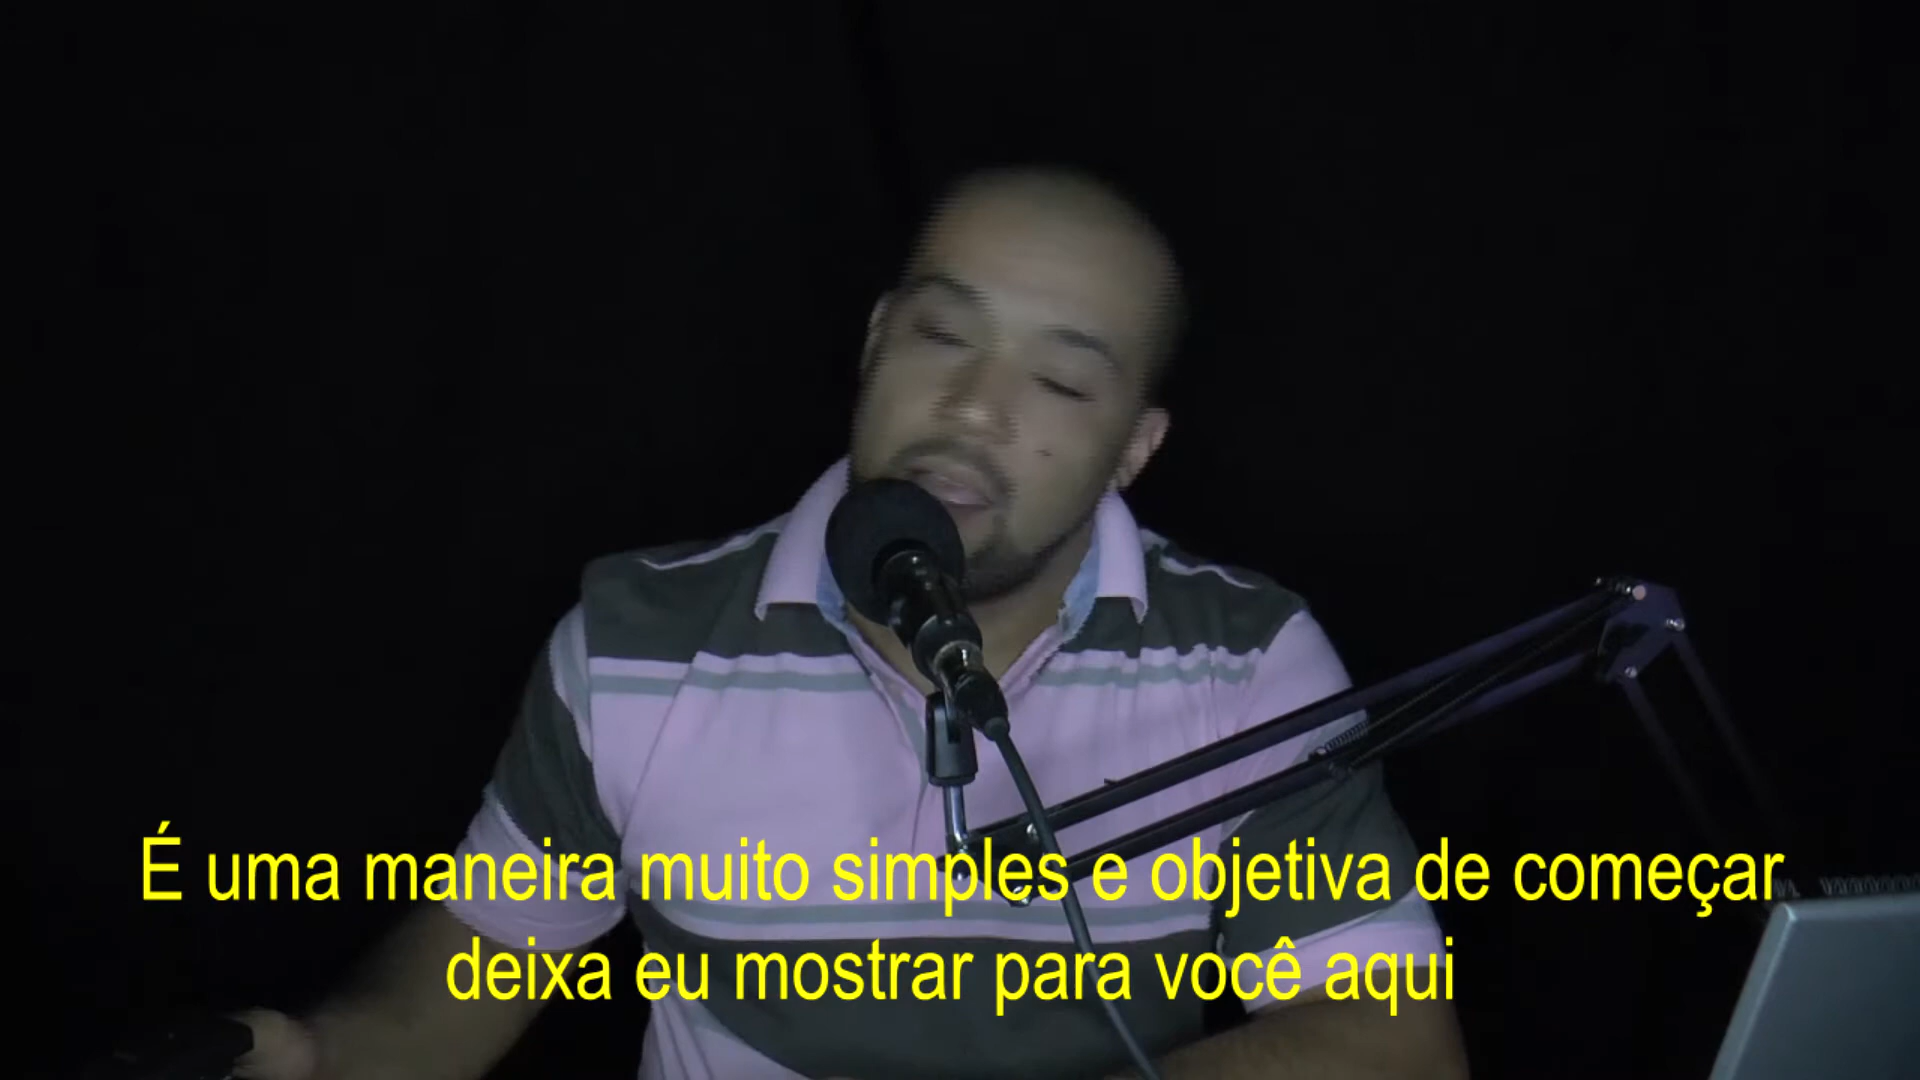 É uma maneira muito simples e objetiva de começar
deixa eu mostrar para você aqui